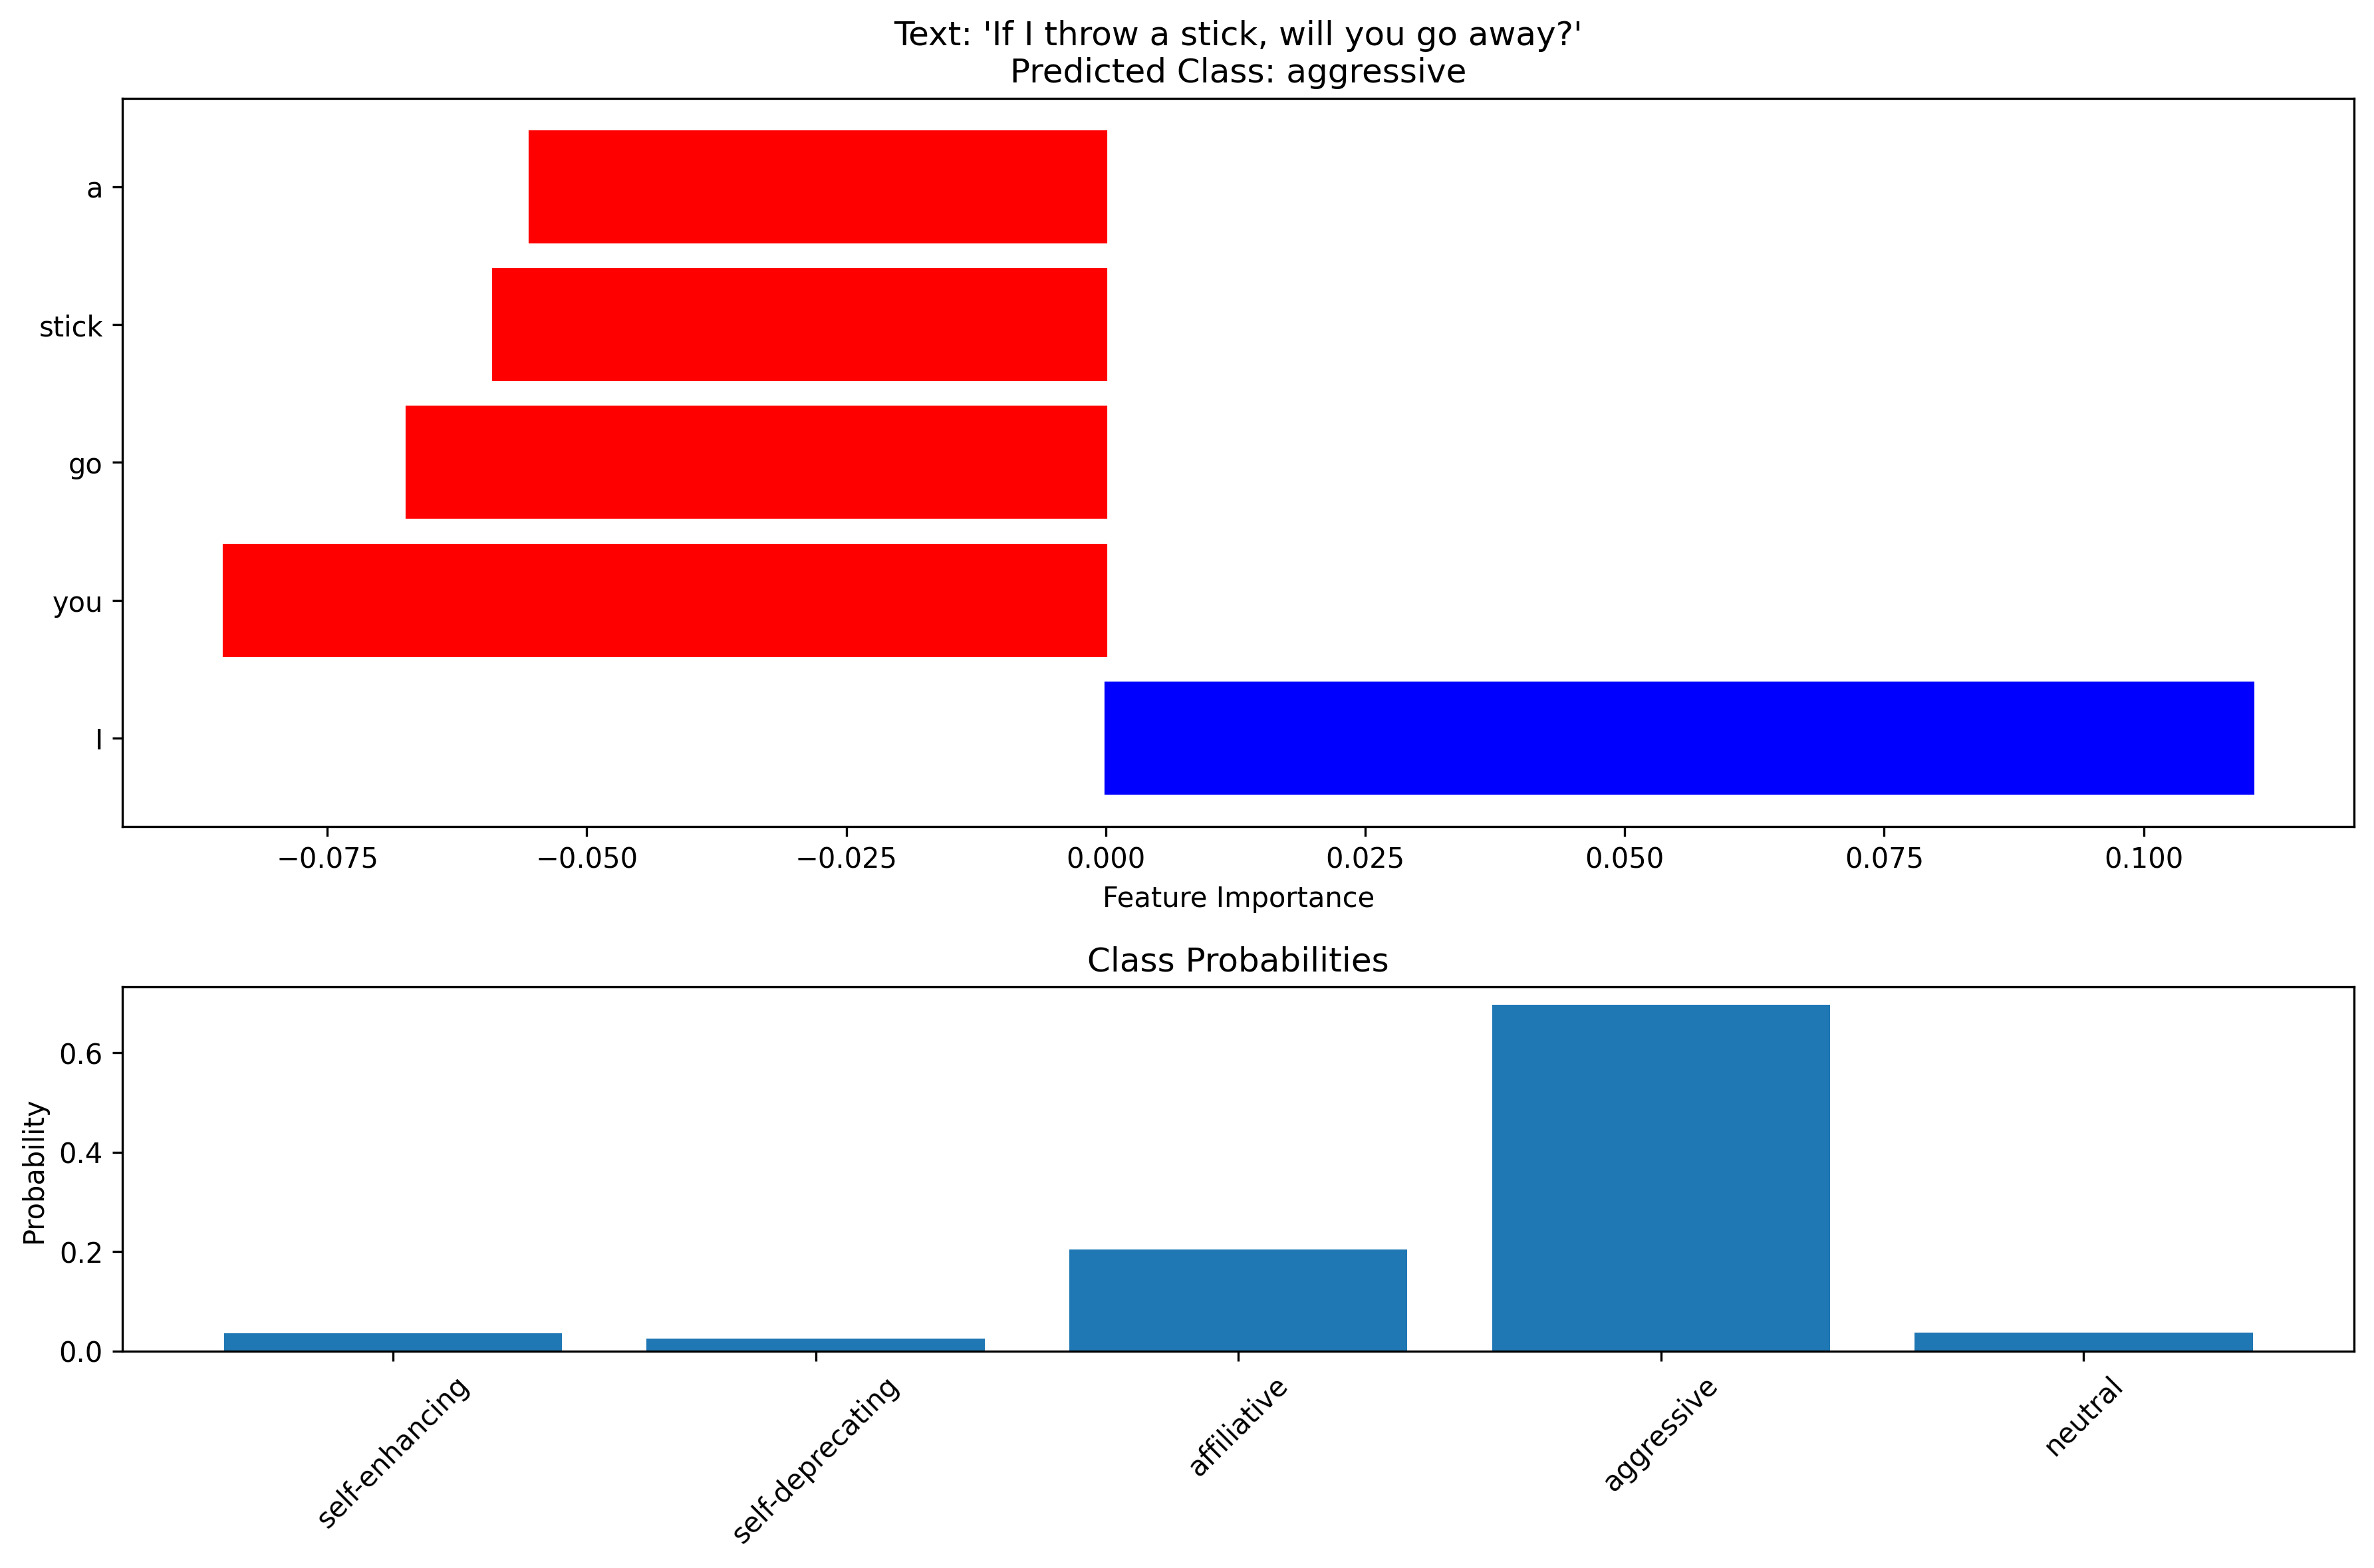 Text: 'If I throw a stick, will you go away?'
Predicted Class: aggressive
a
stick
go
you
I
−0.075 −0.050 −0.025 0.000 0.025 0.050 0.075 0.100
Feature Importance
Class Probabilities
Probability
0.6
0.4
0.2
0.0
self-enhancing self-deprecating affiliative aggressive neutral